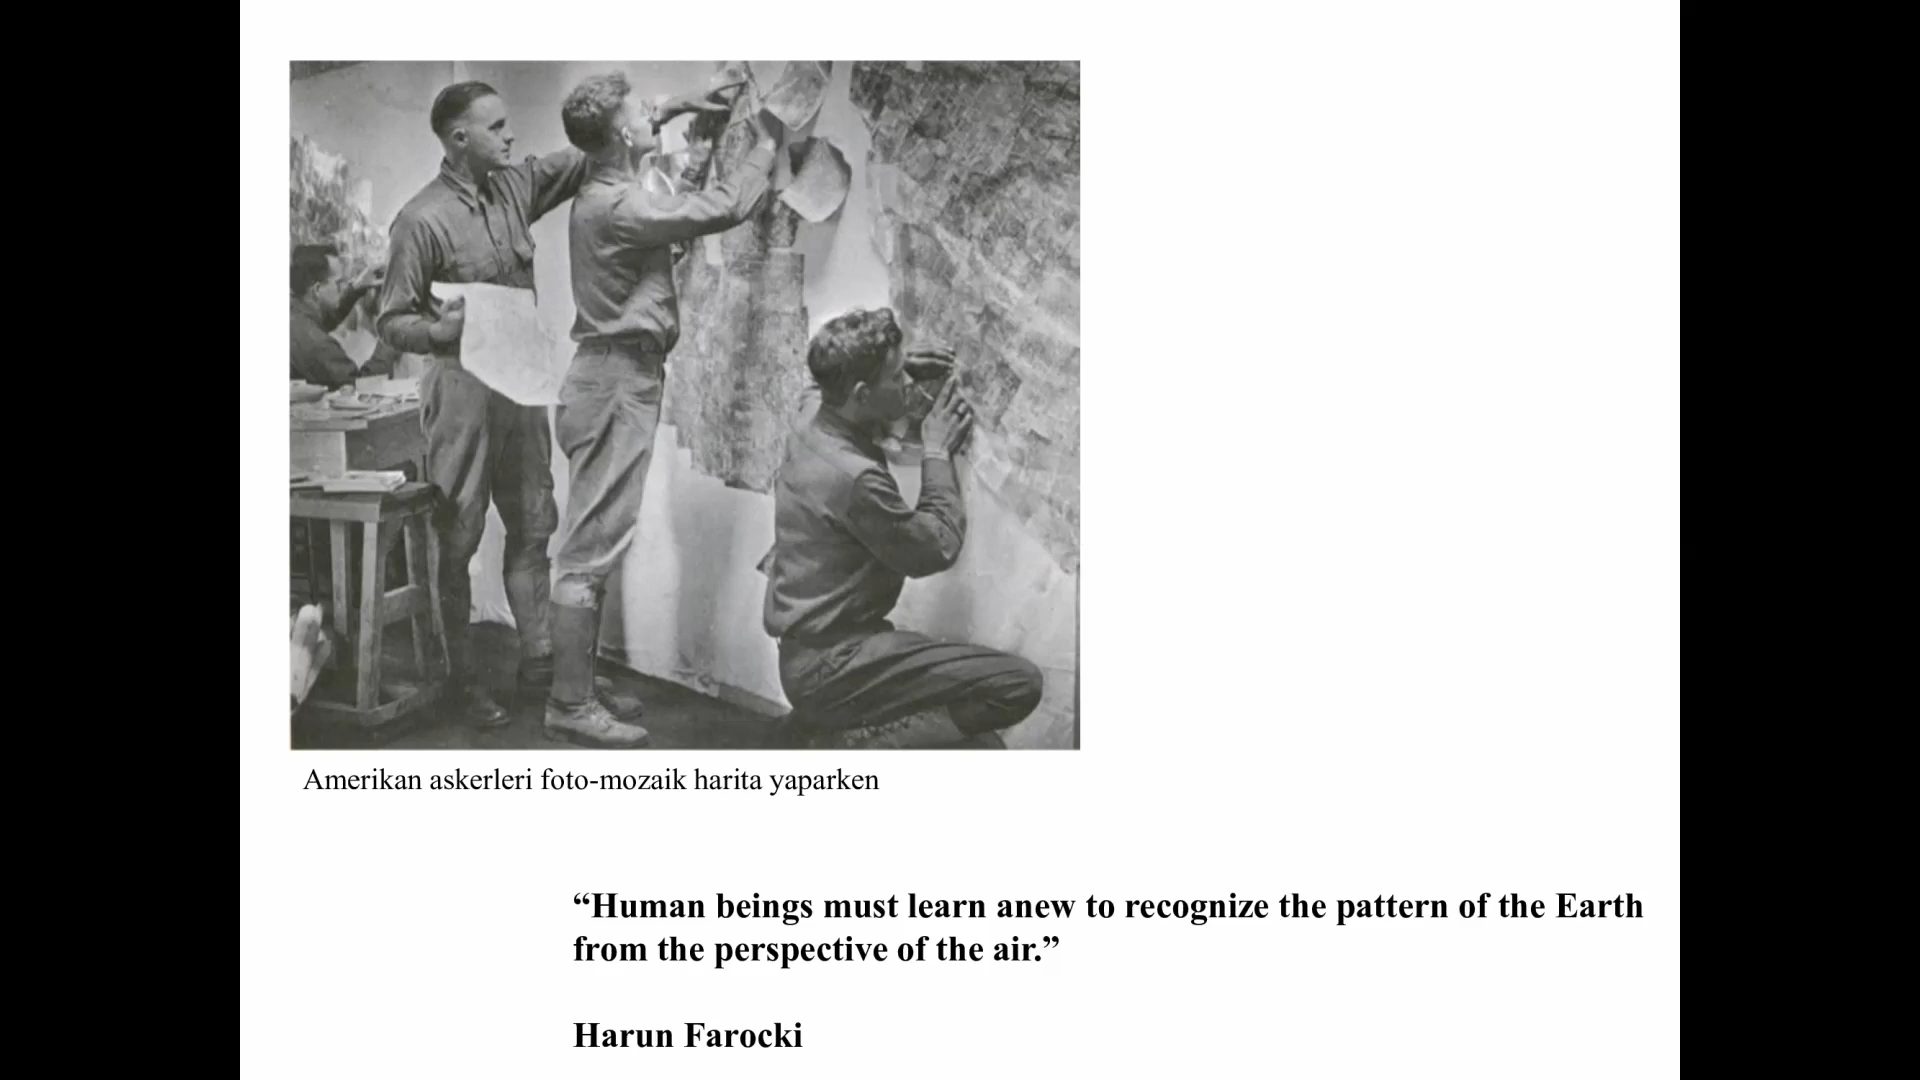 Amerikan askerleri foto-mozaik harita yaparken
“Human beings must learn anew to recognize the pattern of the Earth
from the perspective of the air.”
Harun Farocki